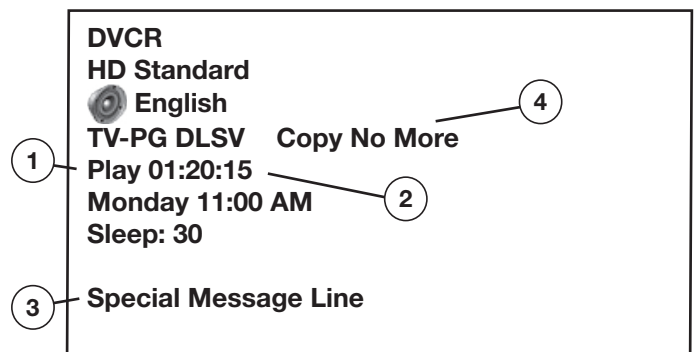 DVCR
HD Standard
English
TV-PG DLSV Copy No More
Play 01:20:15
Monday 11:00 AM
Sleep: 30
Special Message Line
1
2
3
4